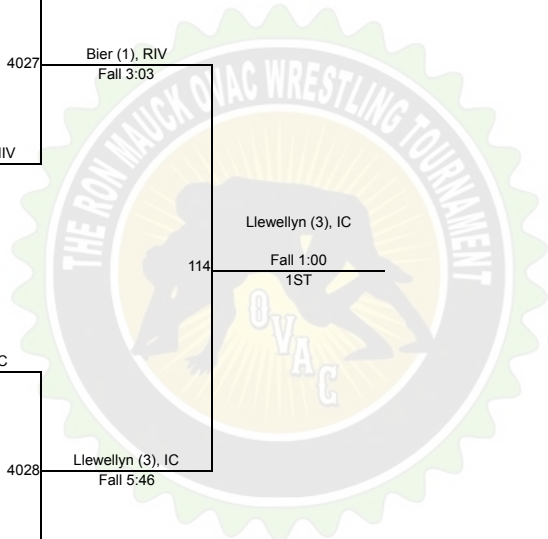 4027
Bier (1), RIV
Fall 3:03
THE RON MAUCK OVAC WRESTLING TOURNAMENT
Llewellyn (3), IC
114
Fall 1:00
1ST
OVAC
4028
Llewellyn (3), IC
Fall 5:46